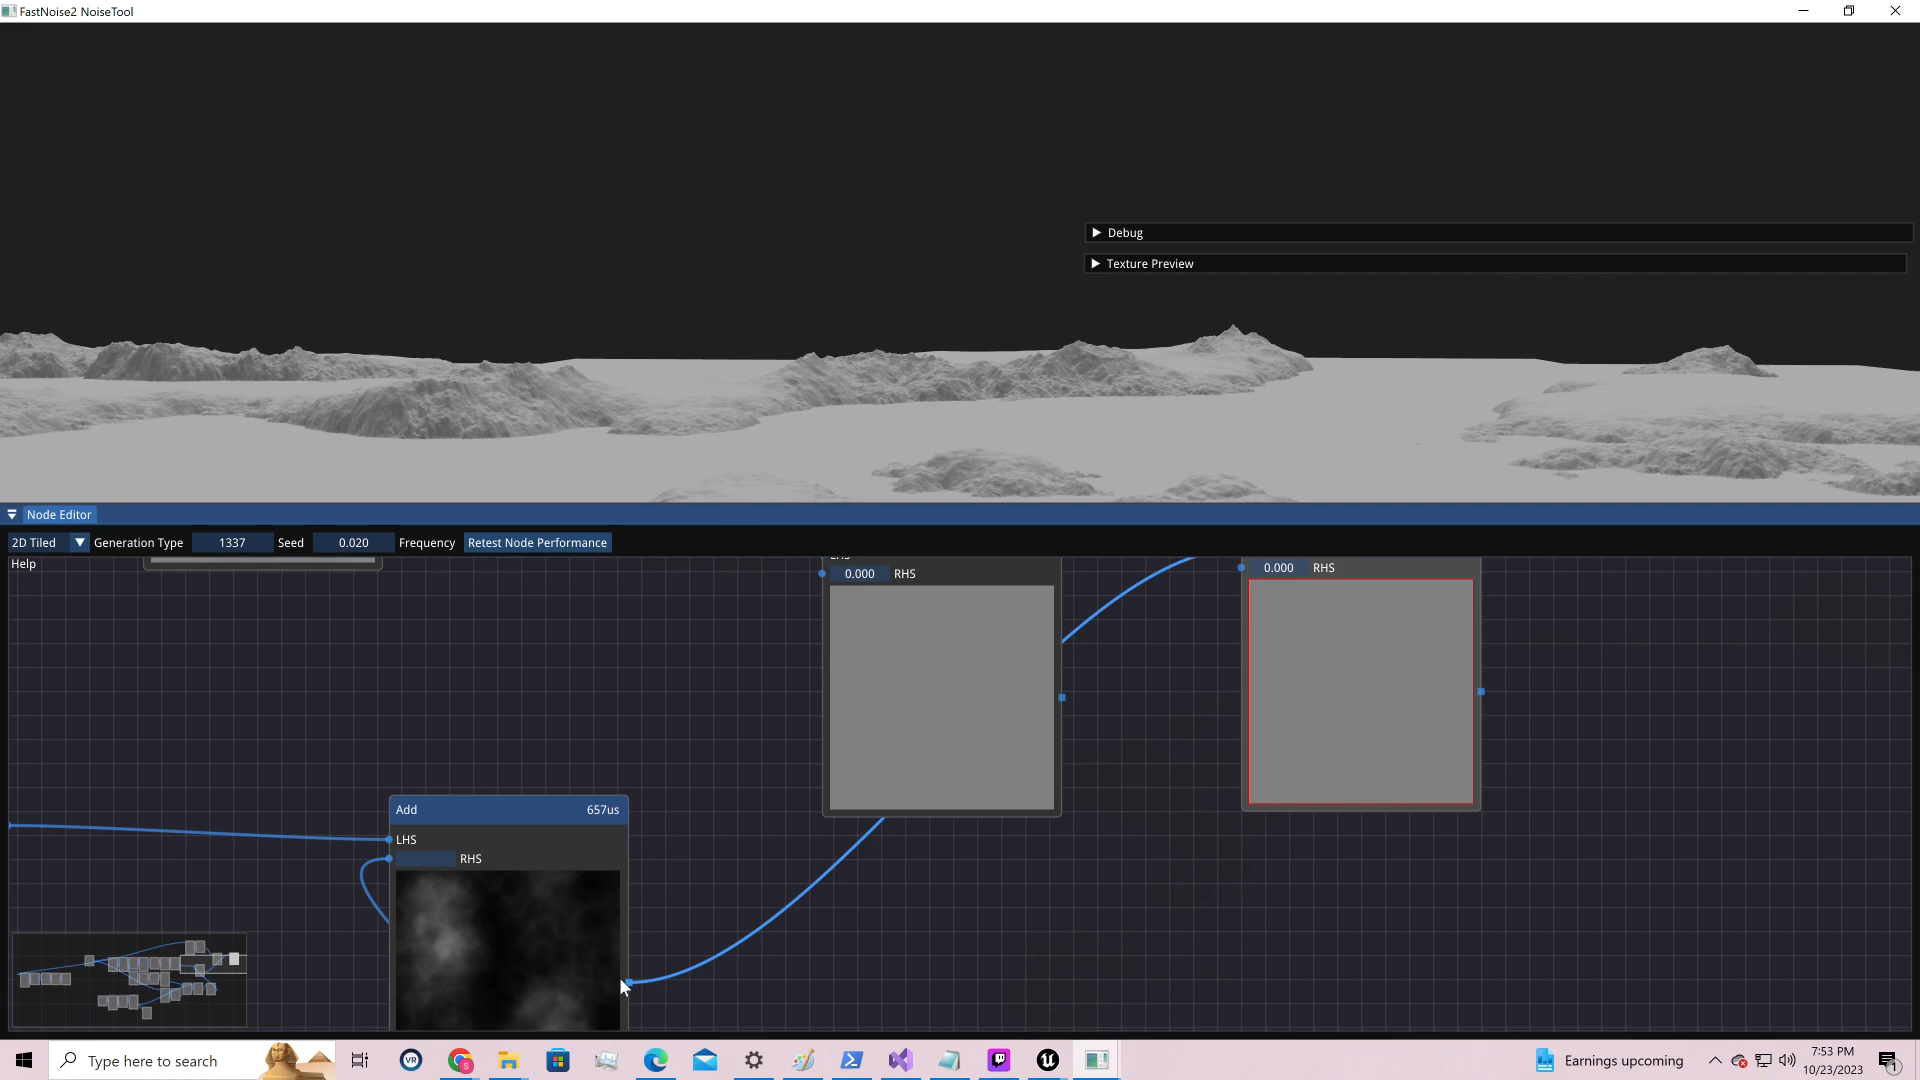 FastNoise2 NoiseTool
Debug
Texture Preview
Node Editor
2D Tiled Generation Type 1337 Seed 0.020 Frequency Retest Node Performance
Help
0.000 RHS
0.000 RHS
Add 657us
LHS
RHS
Type here to search
VR
S
Earnings upcoming
7:53 PM
10/23/2023
1